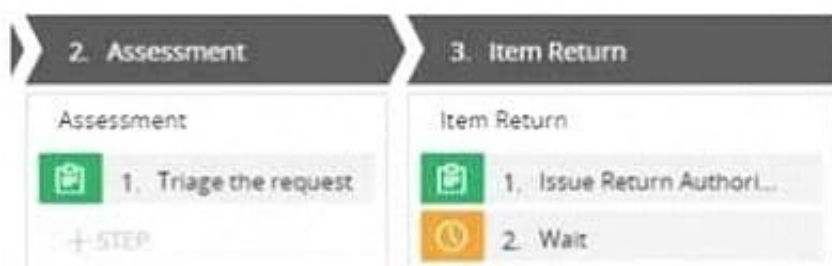 2. Assessment
3. Item Return
Assessment
1. Triage the request
+ STEP
Item Return
1. Issue Return Authori...
2. Wait